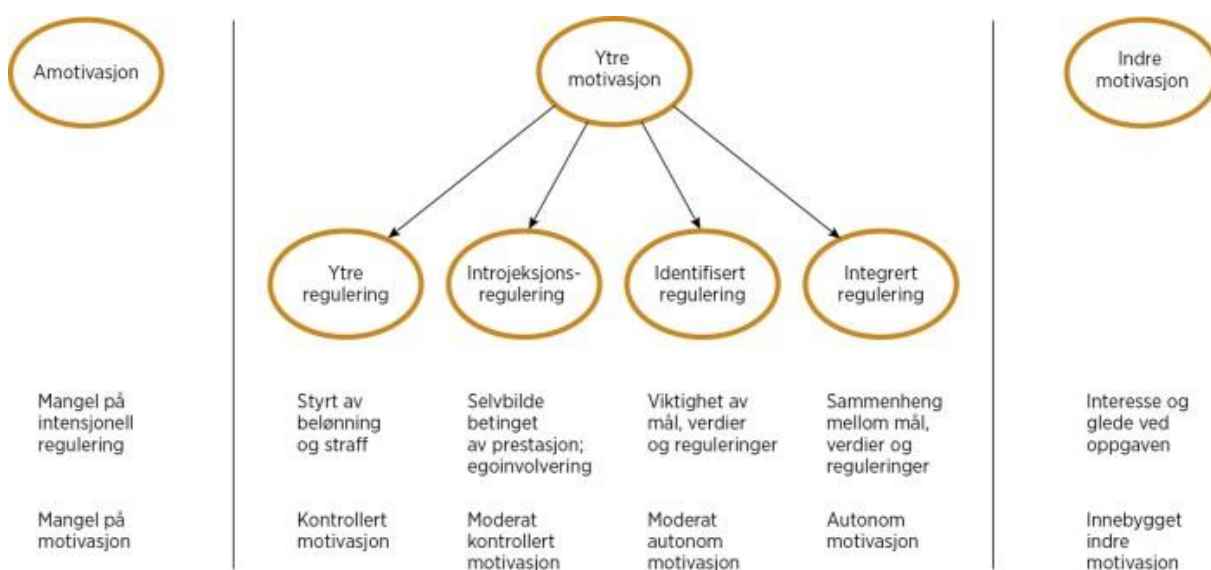 Amotivasjon
Ytre
motivasjon
Indre
motivasjon
Ytre
regulering
Introjeksjons-
regulering
Identifisert
regulering
Integrert
regulering
Mangel på
intensjonell
regulering
Styrt av
belønning
og straff
Selvbilde
betinget
av prestasjon;
egoinvolvering
Viktighet av
mål, verdier
og reguleringer
Sammenheng
mellom mål,
verdier og
reguleringer
Interesse og
glede ved
oppgaven
Mangel på
motivasjon
Kontrollert
motivasjon
Moderat
kontrollert
motivasjon
Moderat
autonom
motivasjon
Autonom
motivasjon
Innebygget
indre
motivasjon